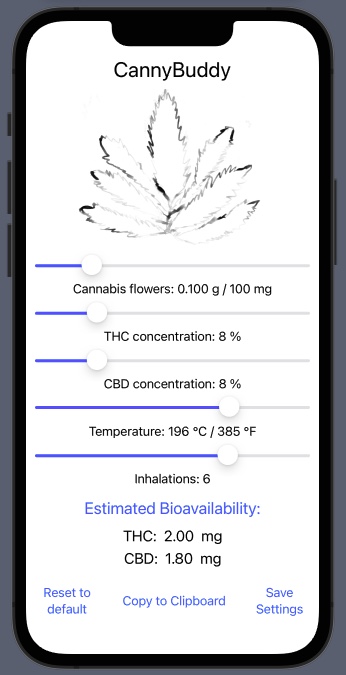 CannyBuddy
Cannabis flowers: 0.100 g / 100 mg
THC concentration: 8 %
CBD concentration: 8 %
Temperature: 196 °C / 385 °F
Inhalations: 6
Estimated Bioavailability:
THC: 2.00 mg
CBD: 1.80 mg
Reset to
default
Copy to Clipboard
Save
Settings